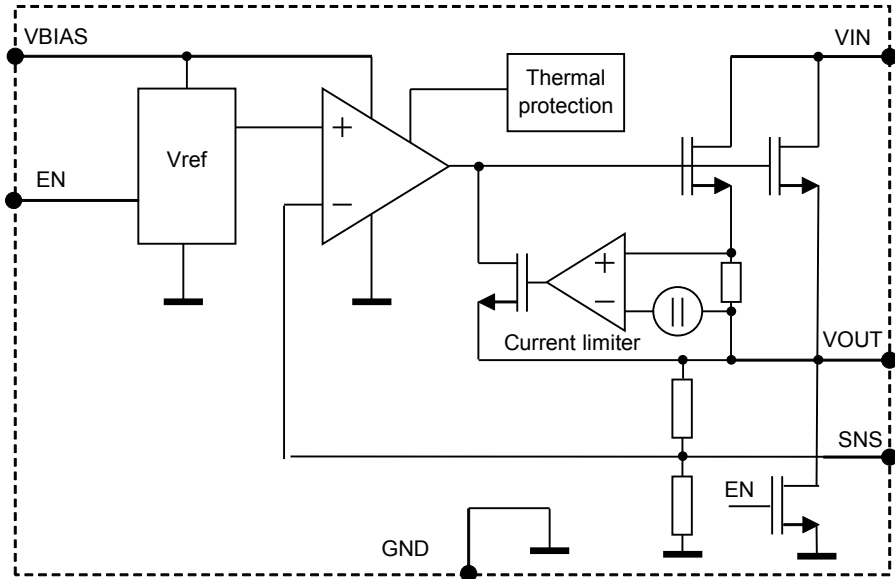 VBIAS
VIN
Thermal
protection
+
Vref
EN
−
+
−
Current limiter
VOUT
SNS
EN
GND